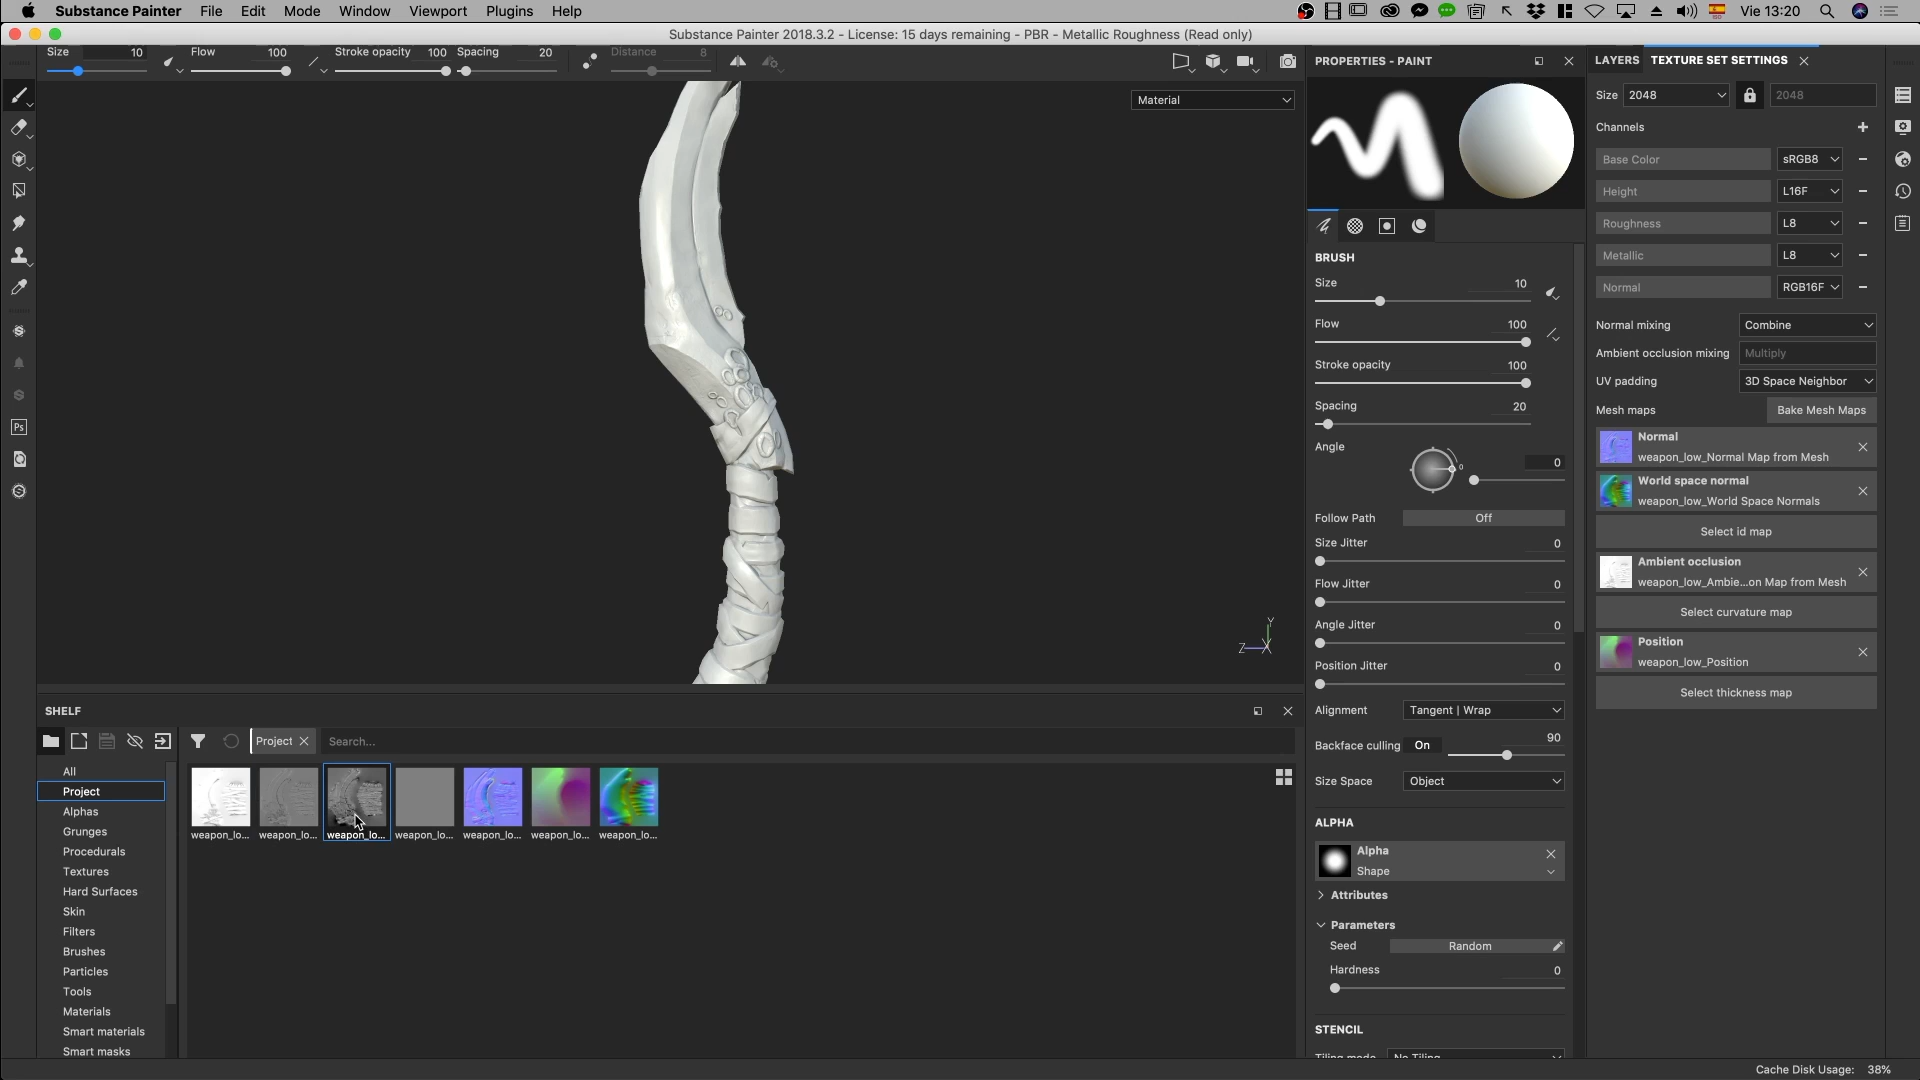 Substance Painter File Edit Mode Window Viewport Plugins Help Vie 13:20
Substance Painter 2018.3.2 - License: 15 days remaining - PBR - Metallic Roughness (Read only)
Size 10 Flow 100 Stroke opacity 100 Spacing 20 Distance 8
Material
Y
Z
X
SHELF
Project
Search...
All
Project
Alphas
Grunges
Procedurals
Textures
Hard Surfaces
Skin
Filters
Brushes
Particles
Tools
Materials
Smart materials
Smart masks
weapon_lo... weapon_lo... weapon_lo... weapon_lo... weapon_lo... weapon_lo... weapon_lo...
Ps
PROPERTIES - PAINT
BRUSH
Size 10
Flow 100
Stroke opacity 100
Spacing 20
Angle 0
0
Follow Path Off
Size Jitter 0
Flow Jitter 0
Angle Jitter 0
Position Jitter 0
Alignment Tangent | Wrap
Backface culling On 90
Size Space Object
ALPHA
Alpha
Shape
Attributes
Parameters
Seed Random
Hardness 0
STENCIL
Tiling mode No Tiling
LAYERS TEXTURE SET SETTINGS
Size 2048 2048
Channels
Base Color sRGB8
Height L16F
Roughness L8
Metallic L8
Normal RGB16F
Normal mixing Combine
Ambient occlusion mixing Multiply
UV padding 3D Space Neighbor
Mesh maps Bake Mesh Maps
Normal
weapon_low_Normal Map from Mesh
World space normal
weapon_low_World Space Normals
Select id map
Ambient occlusion
weapon_low_Ambie...on Map from Mesh
Select curvature map
Position
weapon_low_Position
Select thickness map
Cache Disk Usage: 38%